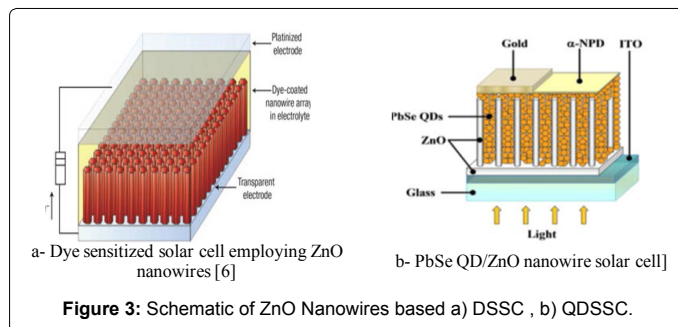 Platinized
electrode
Dye-coated
nanowire array
in electrolyte
Transparent
electrode
a- Dye sensitized solar cell employing ZnO
nanowires [6]
Gold
α-NPD
ITO
PbSe QDs
ZnO
Glass
Light
b- PbSe QD/ZnO nanowire solar cell]
Figure 3: Schematic of ZnO Nanowires based a) DSSC , b) QDSSC.